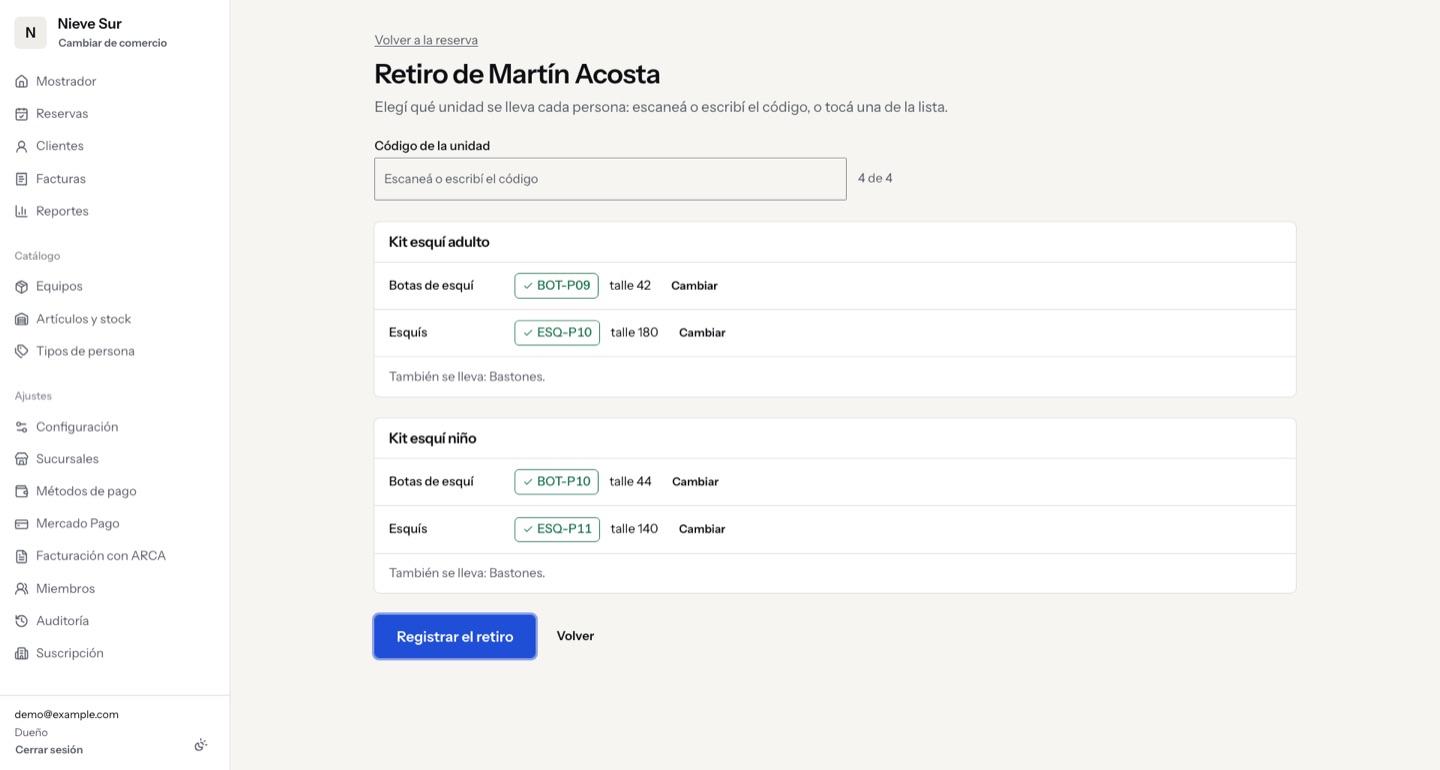 N
Nieve Sur
Cambiar de comercio
Mostrador
Reservas
Clientes
Facturas
Reportes
Catálogo
Equipos
Artículos y stock
Tipos de persona
Ajustes
Configuración
Sucursales
Métodos de pago
Mercado Pago
Facturación con ARCA
Miembros
Auditoría
Suscripción
demo@example.com
Dueño
Cerrar sesión
Volver a la reserva
Retiro de Martín Acosta
Elegí qué unidad se lleva cada persona: escaneá o escribí el código, o tocá una de la lista.
Código de la unidad
Escaneá o escribí el código 4 de 4
Kit esquí adulto
Botas de esquí BOT-P09 talle 42 Cambiar
Esquís ESQ-P10 talle 180 Cambiar
También se lleva: Bastones.
Kit esquí niño
Botas de esquí BOT-P10 talle 44 Cambiar
Esquís ESQ-P11 talle 140 Cambiar
También se lleva: Bastones.
Registrar el retiro Volver